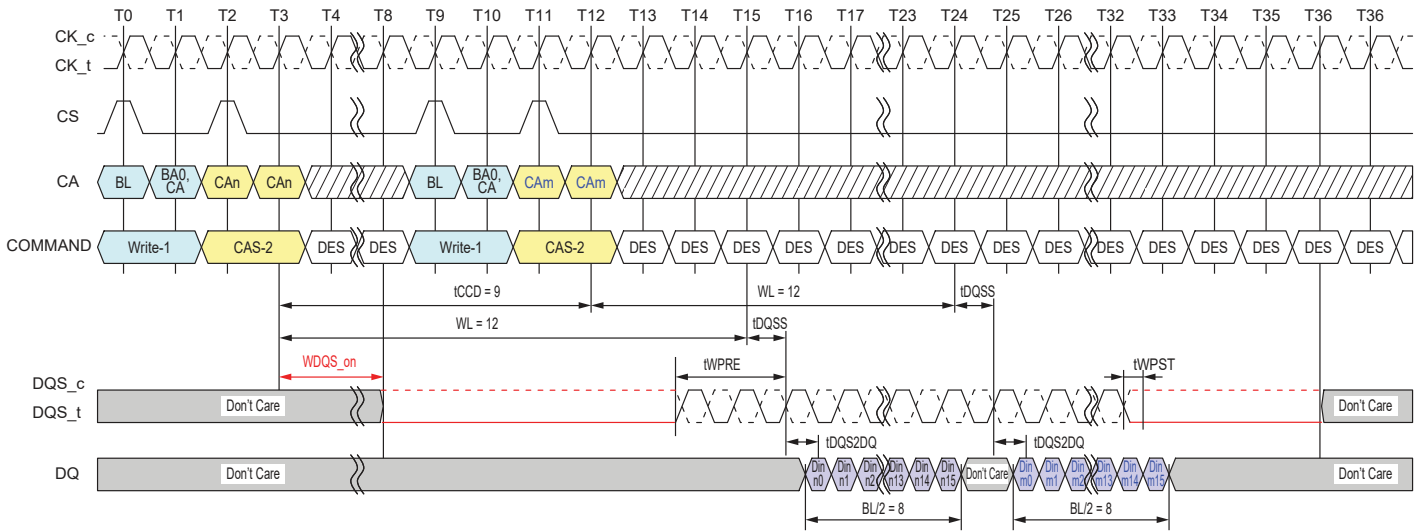 T0 T1 T2 T3 T4 T8 T9 T10 T11 T12 T13 T14 T15 T16 T17 T23 T24 T25 T26 T32 T33 T34 T35 T36 T36
CK_c
CK_t
CS
CA BL BA0, CA CAn CAn BL BA0, CA CAm CAm
COMMAND Write-1 CAS-2 DES DES Write-1 CAS-2 DES DES DES DES DES DES DES DES DES DES DES DES DES DES DES
tCCD = 9 WL = 12 tDQSS
WL = 12 tDQSS
WDQS_on tWPRE tWPST
DQS_c
DQS_t Don't Care Don't Care
tDQS2DQ tDQS2DQ
DQ Don't Care Din n0 Din n1 Din n2 Din n13 Din n14 Din n15 Don't Care Din m0 Din m1 Din m2 Din m13 Din m14 Din m15 Don't Care
BL/2 = 8 BL/2 = 8